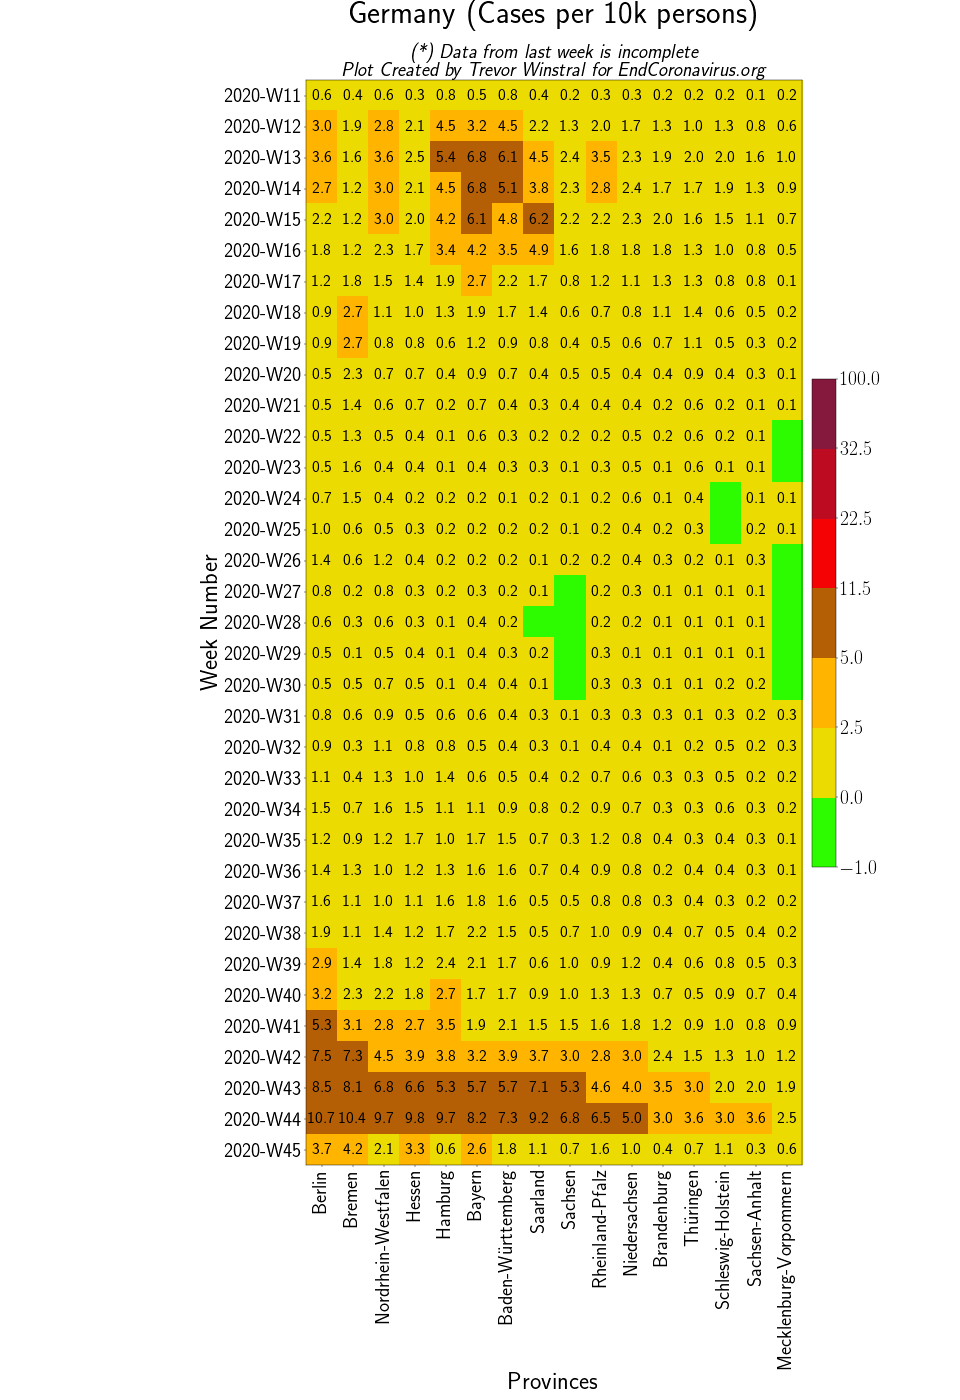 Germany (Cases per 10k persons)
(*) Data from last week is incomplete
Plot Created by Trevor Winstral for EndCoronavirus.org
2020-W11 0.6 0.4 0.6 0.3 0.8 0.5 0.8 0.4 0.2 0.3 0.3 0.2 0.2 0.2 0.1 0.2
2020-W12 3.0 1.9 2.8 2.1 4.5 3.2 4.5 2.2 1.3 2.0 1.7 1.3 1.0 1.3 0.8 0.6
2020-W13 3.6 1.6 3.6 2.5 5.4 6.8 6.1 4.5 2.4 3.5 2.3 1.9 2.0 2.0 1.6 1.0
2020-W14 2.7 1.2 3.0 2.1 4.5 6.8 5.1 3.8 2.3 2.8 2.4 1.7 1.7 1.9 1.3 0.9
2020-W15 2.2 1.2 3.0 2.0 4.2 6.1 4.8 6.2 2.2 2.2 2.3 2.0 1.6 1.5 1.1 0.7
2020-W16 1.8 1.2 2.3 1.7 3.4 4.2 3.5 4.9 1.6 1.8 1.8 1.8 1.3 1.0 0.8 0.5
2020-W17 1.2 1.8 1.5 1.4 1.9 2.7 2.2 1.7 0.8 1.2 1.1 1.3 1.3 0.8 0.8 0.1
2020-W18 0.9 2.7 1.1 1.0 1.3 1.9 1.7 1.4 0.6 0.7 0.8 1.1 1.4 0.6 0.5 0.2
2020-W19 0.9 2.7 0.8 0.8 0.6 1.2 0.9 0.8 0.4 0.5 0.6 0.7 1.1 0.5 0.3 0.2
2020-W20 0.5 2.3 0.7 0.7 0.4 0.9 0.7 0.4 0.5 0.5 0.4 0.4 0.9 0.4 0.3 0.1
2020-W21 0.5 1.4 0.6 0.7 0.2 0.7 0.4 0.3 0.4 0.4 0.4 0.2 0.6 0.2 0.1 0.1
2020-W22 0.5 1.3 0.5 0.4 0.1 0.6 0.3 0.2 0.2 0.2 0.5 0.2 0.6 0.2 0.1
2020-W23 0.5 1.6 0.4 0.4 0.1 0.4 0.3 0.3 0.1 0.3 0.5 0.1 0.6 0.1 0.1
2020-W24 0.7 1.5 0.4 0.2 0.2 0.2 0.1 0.2 0.1 0.2 0.6 0.1 0.4 0.1 0.1
2020-W25 1.0 0.6 0.5 0.3 0.2 0.2 0.2 0.2 0.1 0.2 0.4 0.2 0.3 0.2 0.1
2020-W26 1.4 0.6 1.2 0.4 0.2 0.2 0.2 0.1 0.2 0.2 0.4 0.3 0.2 0.1 0.3
2020-W27 0.8 0.2 0.8 0.3 0.2 0.3 0.2 0.1 0.2 0.3 0.1 0.1 0.1 0.1
2020-W28 0.6 0.3 0.6 0.3 0.1 0.4 0.2 0.2 0.2 0.1 0.1 0.1 0.1
2020-W29 0.5 0.1 0.5 0.4 0.1 0.4 0.3 0.2 0.3 0.1 0.1 0.1 0.1 0.1
2020-W30 0.5 0.5 0.7 0.5 0.1 0.4 0.4 0.1 0.3 0.3 0.1 0.1 0.2 0.2
2020-W31 0.8 0.6 0.9 0.5 0.6 0.6 0.4 0.3 0.1 0.3 0.3 0.3 0.1 0.3 0.2 0.3
2020-W32 0.9 0.3 1.1 0.8 0.8 0.5 0.4 0.3 0.1 0.4 0.4 0.1 0.2 0.5 0.2 0.3
2020-W33 1.1 0.4 1.3 1.0 1.4 0.6 0.5 0.4 0.2 0.7 0.6 0.3 0.3 0.5 0.2 0.2
2020-W34 1.5 0.7 1.6 1.5 1.1 1.1 0.9 0.8 0.2 0.9 0.7 0.3 0.3 0.6 0.3 0.2
2020-W35 1.2 0.9 1.2 1.7 1.0 1.7 1.5 0.7 0.3 1.2 0.8 0.4 0.3 0.4 0.3 0.1
2020-W36 1.4 1.3 1.0 1.2 1.3 1.6 1.6 0.7 0.4 0.9 0.8 0.2 0.4 0.4 0.3 0.1
2020-W37 1.6 1.1 1.0 1.1 1.6 1.8 1.6 0.5 0.5 0.8 0.8 0.3 0.4 0.3 0.2 0.2
2020-W38 1.9 1.1 1.4 1.2 1.7 2.2 1.5 0.5 0.7 1.0 0.9 0.4 0.7 0.5 0.4 0.2
2020-W39 2.9 1.4 1.8 1.2 2.4 2.1 1.7 0.6 1.0 0.9 1.2 0.4 0.6 0.8 0.5 0.3
2020-W40 3.2 2.3 2.2 1.8 2.7 1.7 1.7 0.9 1.0 1.3 1.3 0.7 0.5 0.9 0.7 0.4
2020-W41 5.3 3.1 2.8 2.7 3.5 1.9 2.1 1.5 1.5 1.6 1.8 1.2 0.9 1.0 0.8 0.9
2020-W42 7.5 7.3 4.5 3.9 3.8 3.2 3.9 3.7 3.0 2.8 3.0 2.4 1.5 1.3 1.0 1.2
2020-W43 8.5 8.1 6.8 6.6 5.3 5.7 5.7 7.1 5.3 4.6 4.0 3.5 3.0 2.0 2.0 1.9
2020-W44 10.7 10.4 9.7 9.8 9.7 8.2 7.3 9.2 6.8 6.5 5.0 3.0 3.6 3.0 3.6 2.5
2020-W45 3.7 4.2 2.1 3.3 0.6 2.6 1.8 1.1 0.7 1.6 1.0 0.4 0.7 1.1 0.3 0.6
Week Number
Berlin
Bremen
Nordrhein-Westfalen
Hessen
Hamburg
Bayern
Baden-Württemberg
Saarland
Sachsen
Rheinland-Pfalz
Niedersachsen
Brandenburg
Thüringen
Schleswig-Holstein
Sachsen-Anhalt
Mecklenburg-Vorpommern
Provinces
100.0
32.5
22.5
11.5
5.0
2.5
0.0
−1.0